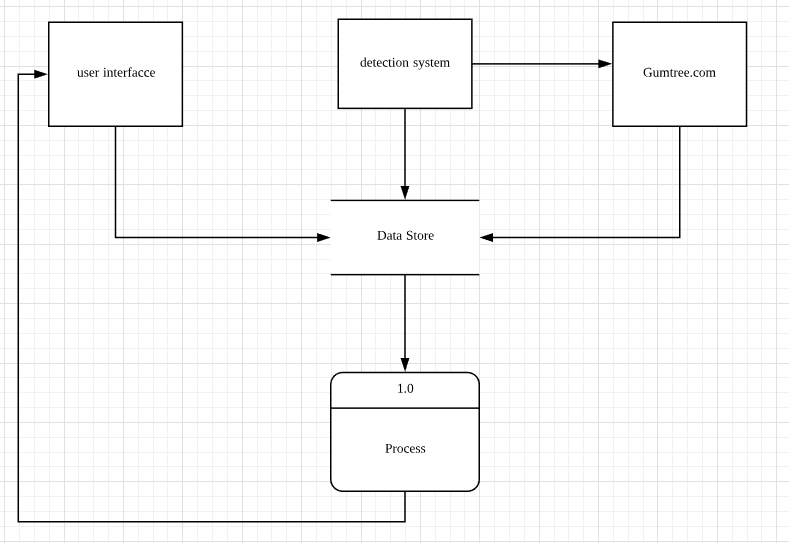 user interfacce
detection system
Gumtree.com
Data Store
1.0
Process